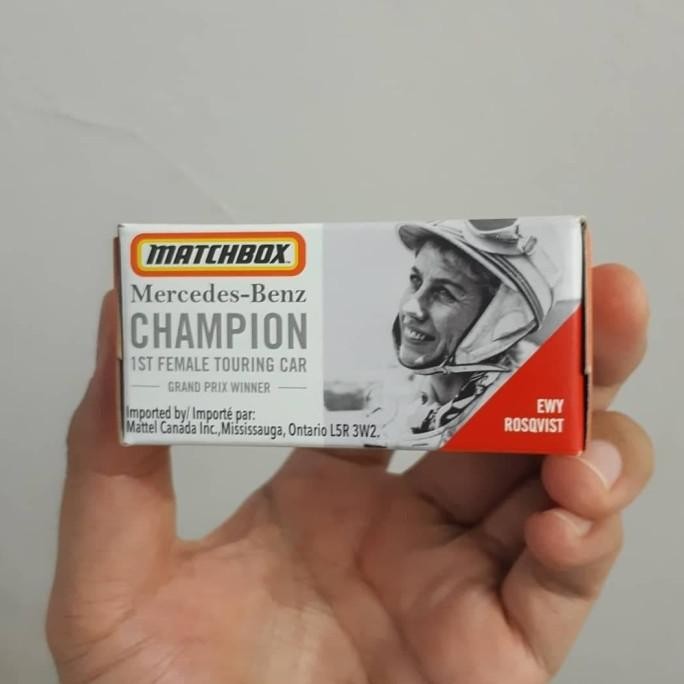 MATCHBOX
Mercedes-Benz
CHAMPION
1ST FEMALE TOURING CAR
GRAND PRIX WINNER
Imported by/ Importé par:
Mattel Canada Inc.,Mississauga, Ontario L5R 3W2.
EWY
ROSQVIST